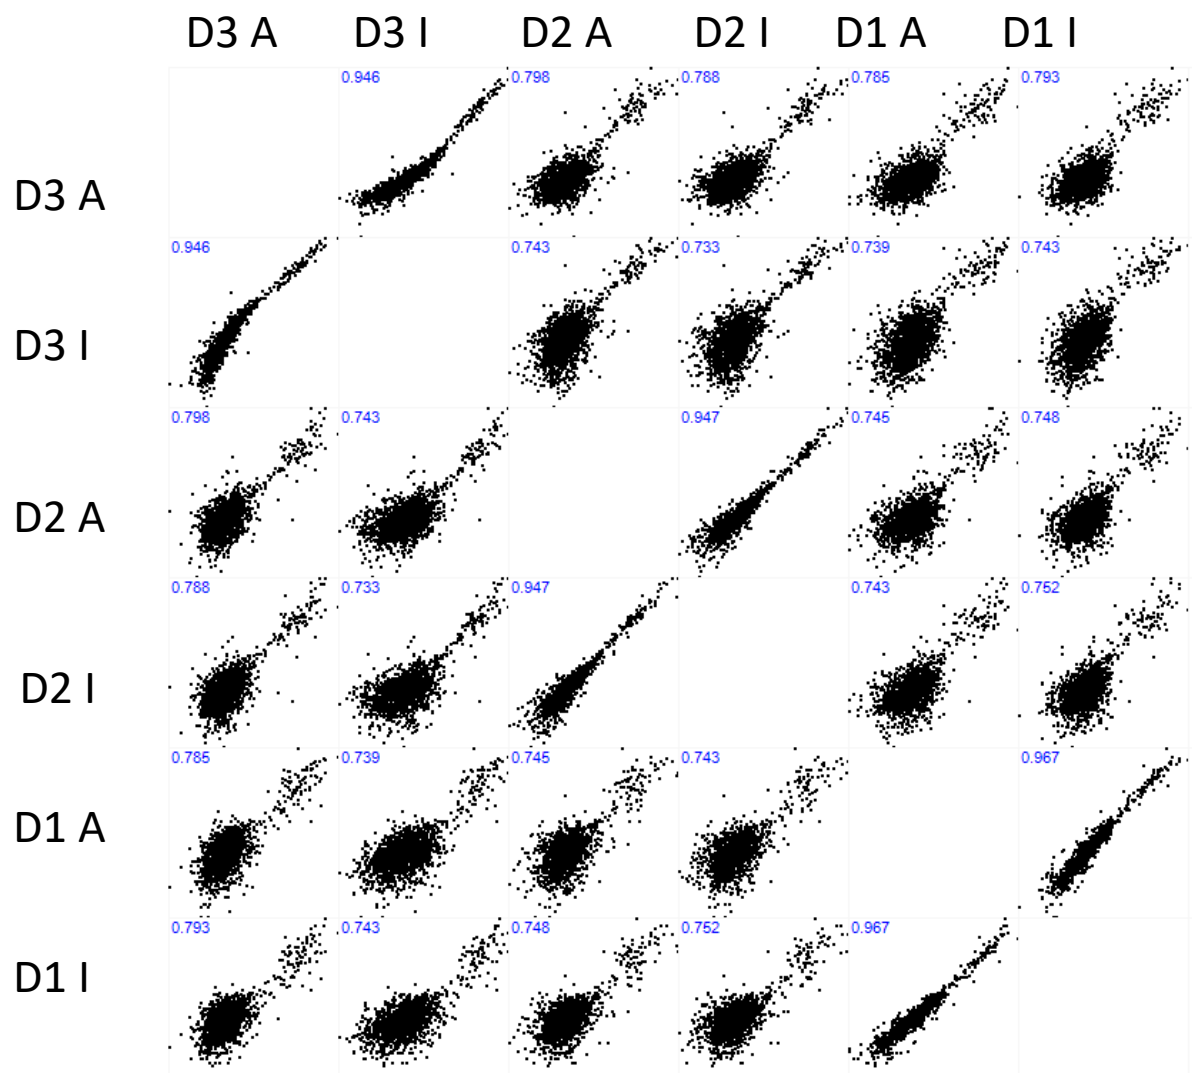 D3 A D3 I D2 A D2 I D1 A D1 I
0.946 0.798 0.788 0.785 0.793
D3 A
0.946 0.743 0.733 0.739 0.743
D3 I
0.798 0.743 0.947 0.745 0.748
D2 A
0.788 0.733 0.947 0.743 0.752
D2 I
0.785 0.739 0.745 0.743 0.967
D1 A
0.793 0.743 0.748 0.752 0.967
D1 I